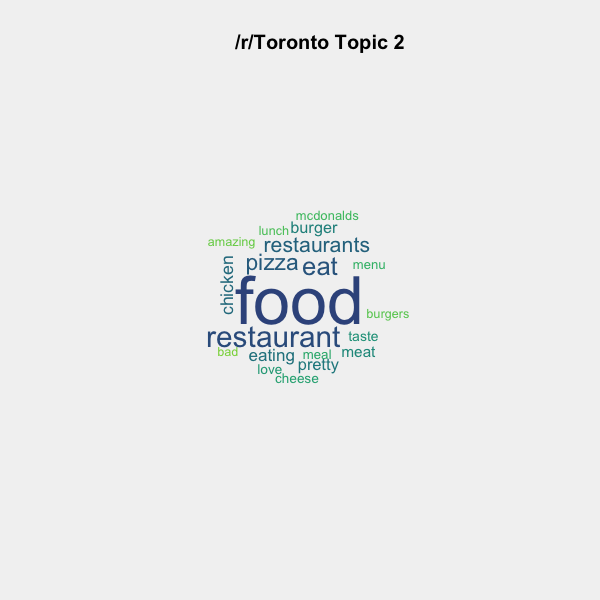 /r/Toronto Topic 2
mcdonalds
lunch
burger
amazing
restaurants
pizza
eat
menu
chicken
food
burgers
restaurant
taste
bad
eating
meal
meat
love
pretty
cheese